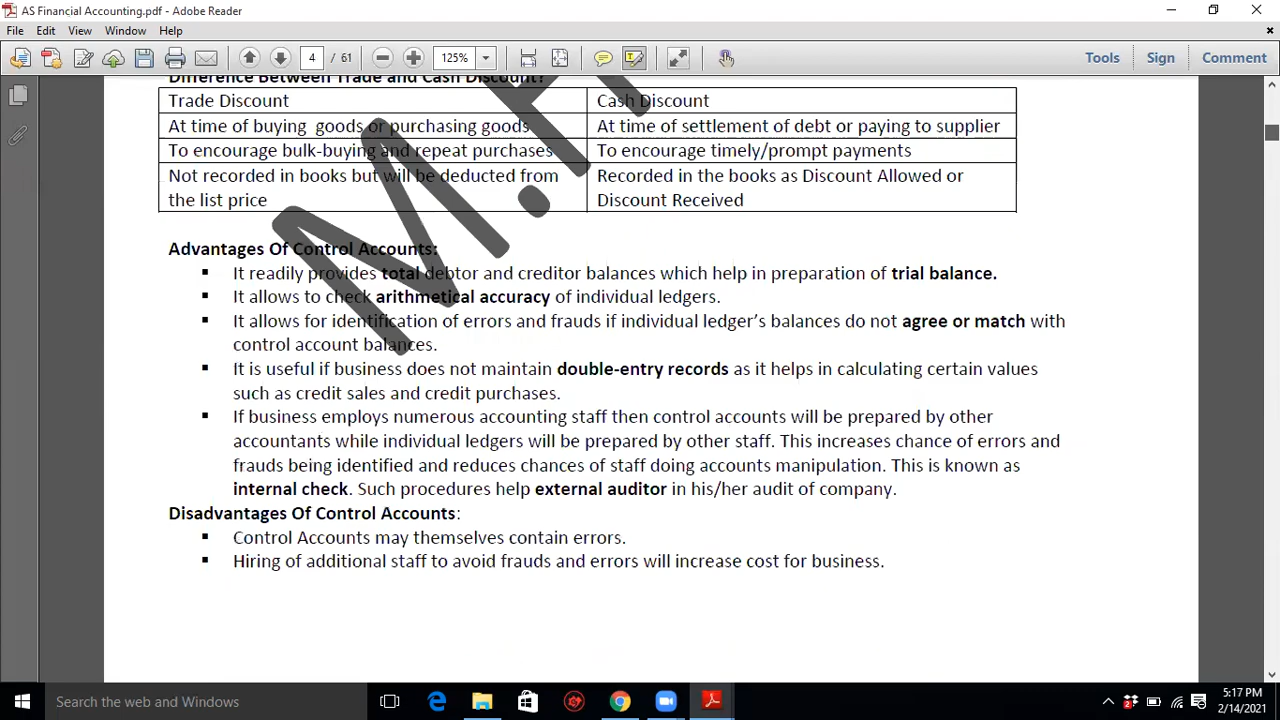 AS Financial Accounting.pdf - Adobe Reader
File Edit View Window Help
4 / 61 125% Tools Sign Comment
Difference Between Trade and Cash Discount?
Trade Discount Cash Discount
At time of buying goods or purchasing goods At time of settlement of debt or paying to supplier
To encourage bulk-buying and repeat purchases To encourage timely/prompt payments
Not recorded in books but will be deducted from Recorded in the books as Discount Allowed or
the list price Discount Received
Advantages Of Control Accounts:
▪ It readily provides total debtor and creditor balances which help in preparation of trial balance.
▪ It allows to check arithmetical accuracy of individual ledgers.
▪ It allows for identification of errors and frauds if individual ledger’s balances do not agree or match with
control account balances.
▪ It is useful if business does not maintain double-entry records as it helps in calculating certain values
such as credit sales and credit purchases.
▪ If business employs numerous accounting staff then control accounts will be prepared by other
accountants while individual ledgers will be prepared by other staff. This increases chance of errors and
frauds being identified and reduces chances of staff doing accounts manipulation. This is known as
internal check. Such procedures help external auditor in his/her audit of company.
Disadvantages Of Control Accounts:
▪ Control Accounts may themselves contain errors.
▪ Hiring of additional staff to avoid frauds and errors will increase cost for business.
M.H
Search the web and Windows
5:17 PM
2/14/2021